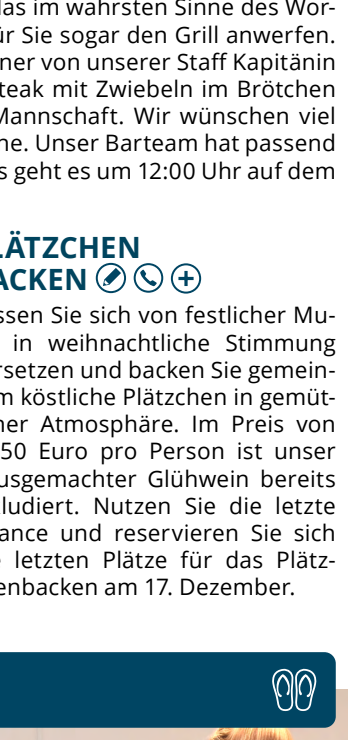 das im wahrsten Sinne des Wor-
für Sie sogar den Grill anwerfen.
ner von unserer Staff Kapitänin
teak mit Zwiebeln im Brötchen
Mannschaft. Wir wünschen viel
ne. Unser Barteam hat passend
s geht es um 12:00 Uhr auf dem
LÄTZCHEN
ACKEN
ssen Sie sich von festlicher Mu-
in weihnachtliche Stimmung
rsetzen und backen Sie gemein-
m köstliche Plätzchen in gemüt-
her Atmosphäre. Im Preis von
50 Euro pro Person ist unser
usgemachter Glühwein bereits
kludiert. Nutzen Sie die letzte
ance und reservieren Sie sich
e letzten Plätze für das Plätz-
enbacken am 17. Dezember.